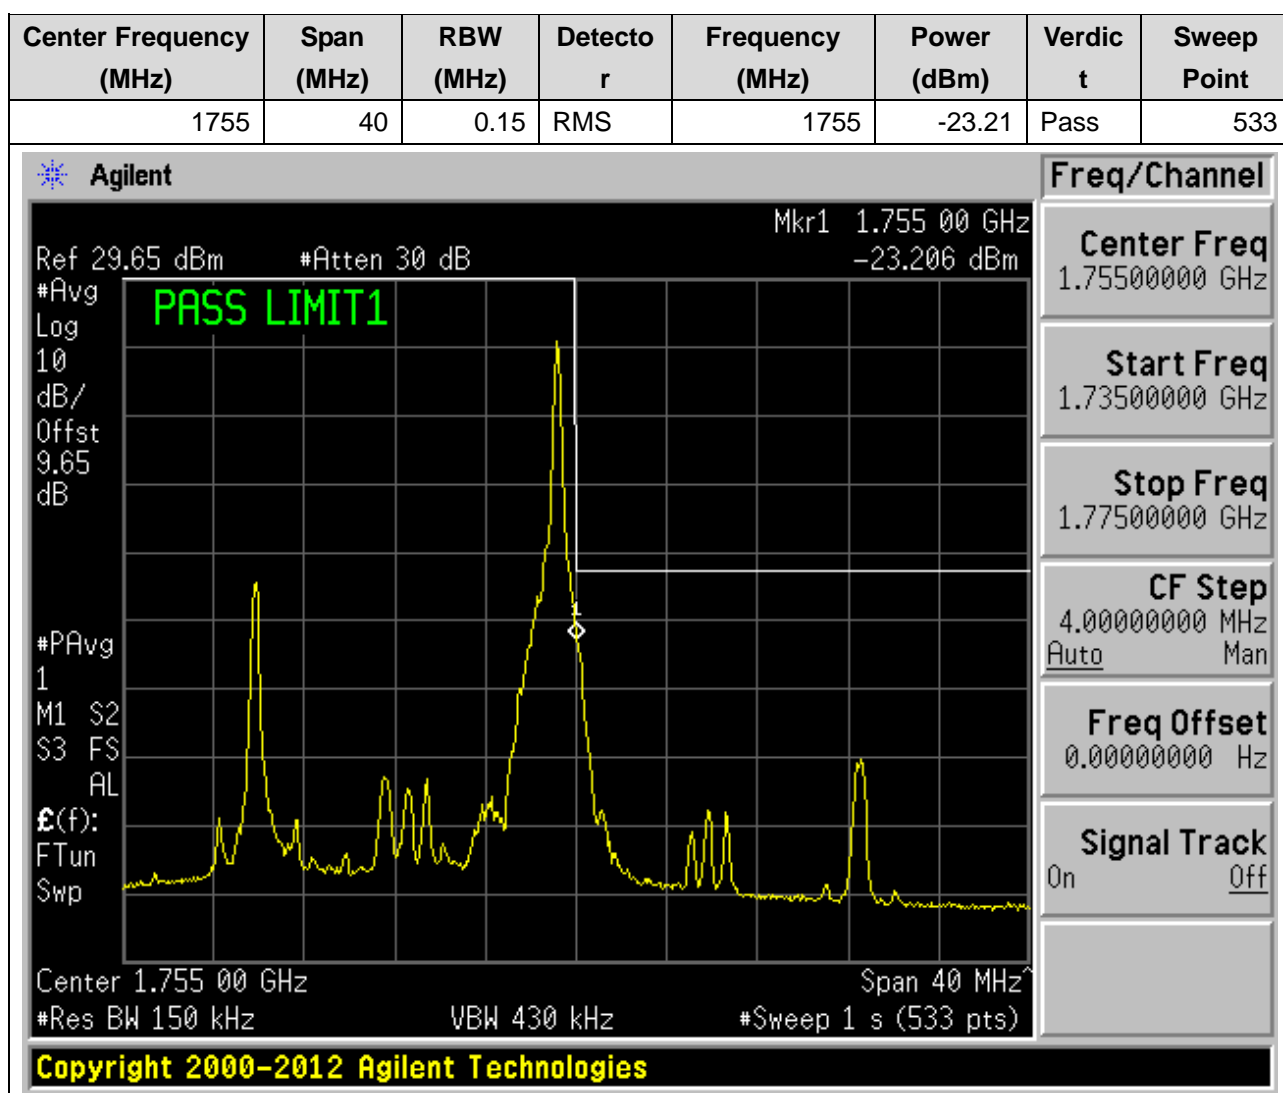 Center Frequency (MHz) Span (MHz) RBW (MHz) Detecto r Frequency (MHz) Power (dBm) Verdic t Sweep Point
1755 40 0.15 RMS 1755 -23.21 Pass 533
Agilent
Freq/Channel
Mkr1 1.755 00 GHz
Ref 29.65 dBm #Atten 30 dB -23.206 dBm
#Avg
Log
10
dB/
Offst
9.65
dB
PASS LIMIT1
1
#PAvg
1
M1 S2
S3 FS
AL
£(f):
FTun
Swp
Center 1.755 00 GHz Span 40 MHz^
#Res BW 150 kHz VBW 430 kHz #Sweep 1 s (533 pts)
Center Freq
1.75500000 GHz
Start Freq
1.73500000 GHz
Stop Freq
1.77500000 GHz
CF Step
4.00000000 MHz
Auto Man
Freq Offset
0.00000000 Hz
Signal Track
On Off
Copyright 2000-2012 Agilent Technologies